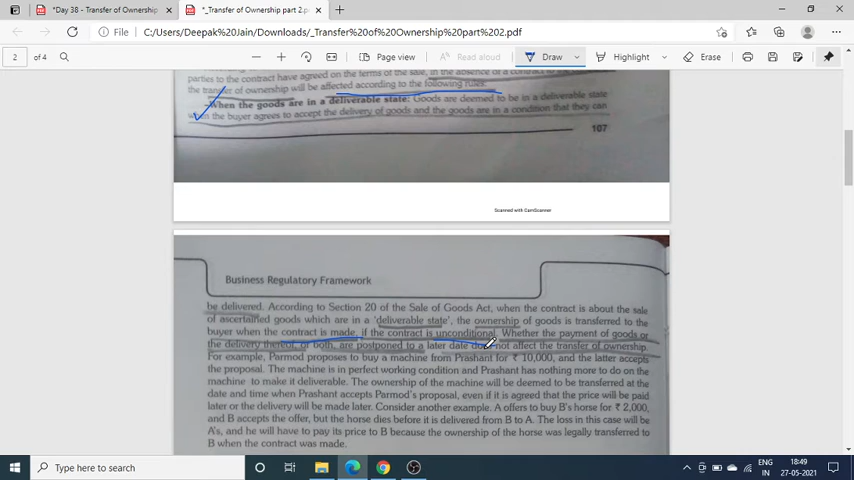 *_Day 38 - Transfer of Ownership
*_Transfer of Ownership part 2.p
File
C:/Users/Deepak%20Jain/Downloads/_Transfer%20of%20Ownership%20part%202.pdf
2
of 4
Page view
Read aloud
Draw
Highlight
Erase
parties to the contract have agreed on the terms of the sale, in the absence of a contract to
the transfer of ownership will be affected according to the following rules.
-When the goods are in a deliverable state: Goods are deemed to be in a deliverable state
when the buyer agrees to accept the delivery of goods and the goods are in a condition that they can
107
Scanned with CamScanner
Business Regulatory Framework
be delivered. According to Section 20 of the Sale of Goods Act, when the contract is about the sale
of ascertained goods which are in a 'deliverable state', the ownership of goods is transferred to the
buyer when the contract is made, if the contract is unconditional. Whether the payment of goods or
the delivery thereof, or both, are postponed to a later date does not affect the transfer of ownership.
For example, Parmod proposes to buy a machine from Prashant for ₹ 10,000, and the latter accepts
the proposal. The machine is in perfect working condition and Prashant has nothing more to do on the
machine to make it deliverable. The ownership of the machine will be deemed to be transferred at the
date and time when Prashant accepts Parmod's proposal, even if it is agreed that the price will be paid
later or the delivery will be made later. Consider another example. A offers to buy B's horse for ₹ 2,000,
and B accepts the offer, but the horse dies before it is delivered from B to A. The loss in this case will be
A's, and he will have to pay its price to B because the ownership of the horse was legally transferred to
B when the contract was made.
Type here to search
ENG
IN
18:49
27-05-2021